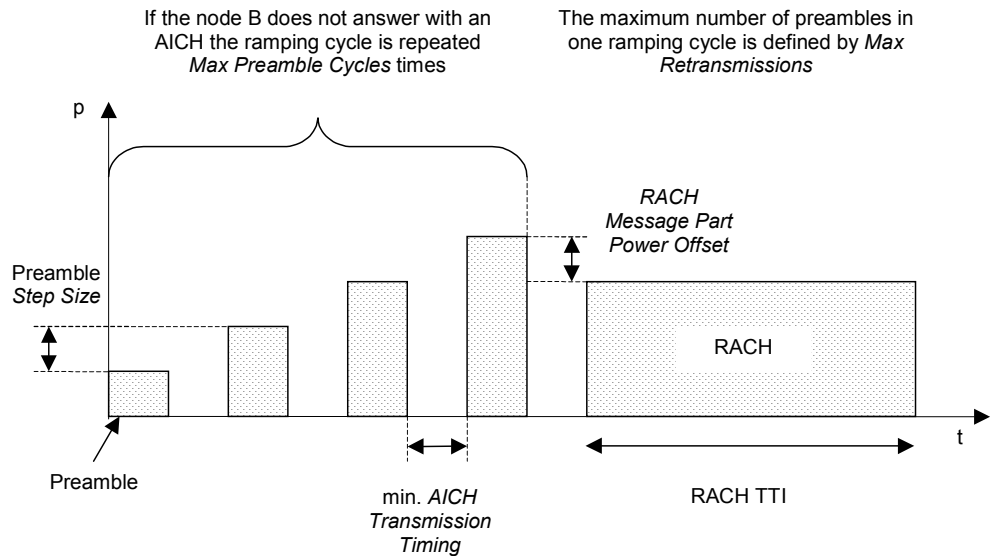 If the node B does not answer with an
AICH the ramping cycle is repeated
Max Preamble Cycles times
The maximum number of preambles in
one ramping cycle is defined by Max
Retransmissions
p
RACH
Message Part
Power Offset
Preamble
Step Size
RACH
t
Preamble
min. AICH
Transmission
Timing
RACH TTI